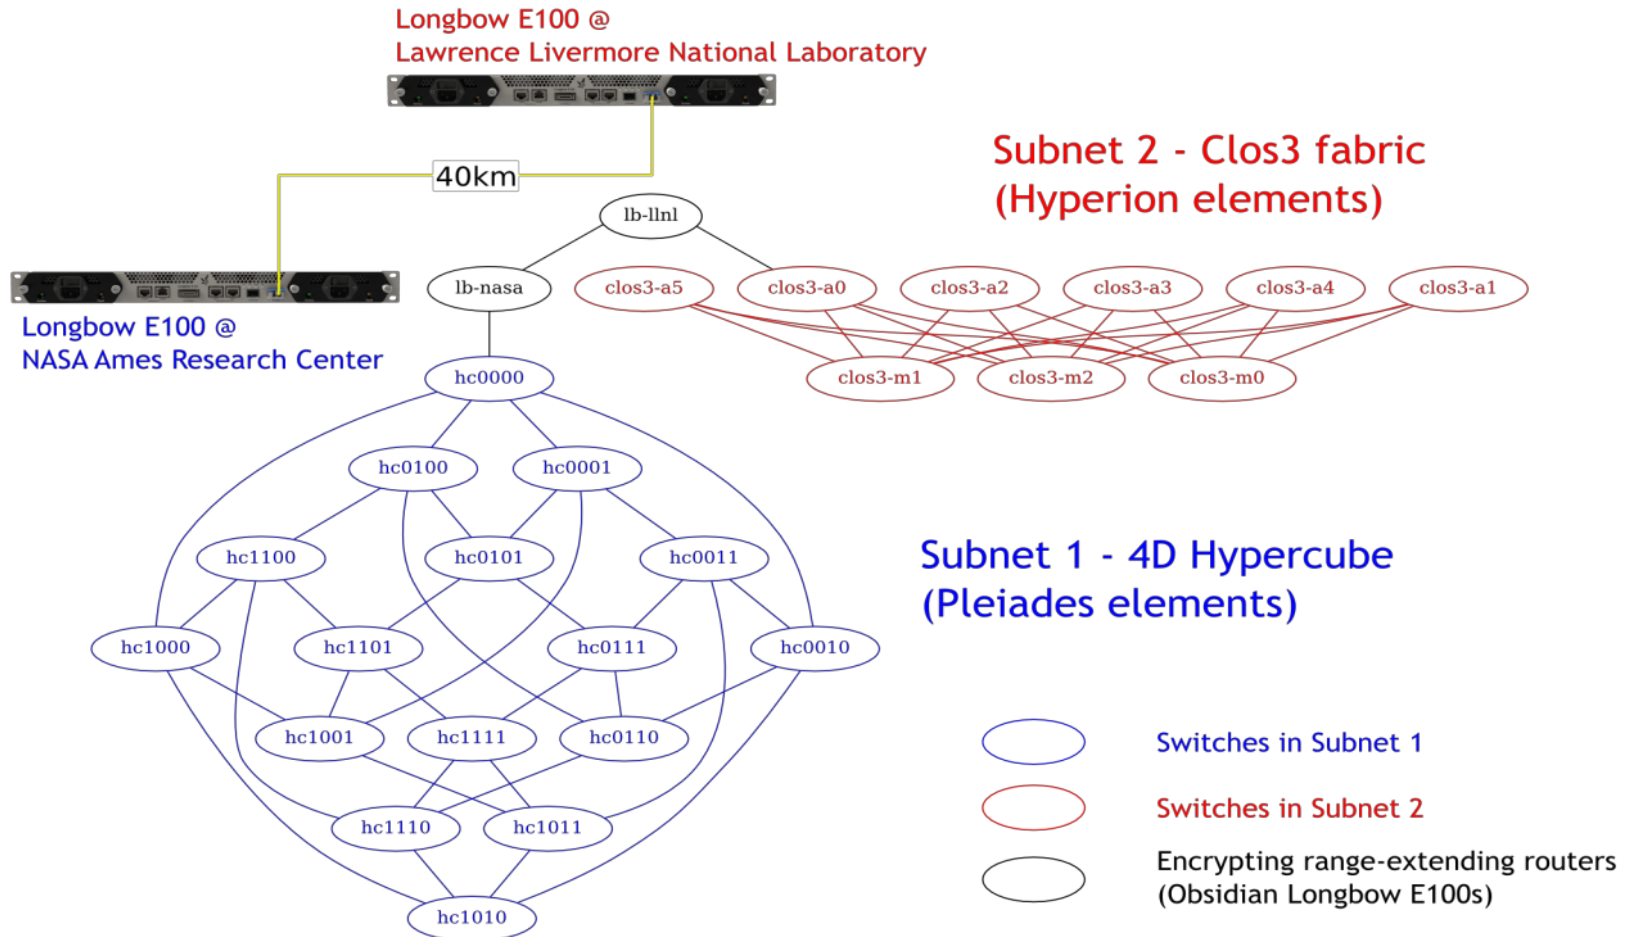 Longbow E100 @
Lawrence Livermore National Laboratory
40km
Subnet 2 - Clos3 fabric
(Hyperion elements)
lb-llnl
lb-nasa
clos3-a5
clos3-a0
clos3-a2
clos3-a3
clos3-a4
clos3-a1
Longbow E100 @
NASA Ames Research Center
hc0000
clos3-m1
clos3-m2
clos3-m0
hc0100
hc0001
hc1100
hc0101
hc0011
Subnet 1 - 4D Hypercube
(Pleiades elements)
hc1000
hc1101
hc0111
hc0010
hc1001
hc1111
hc0110
Switches in Subnet 1
Switches in Subnet 2
hc1110
hc1011
Encrypting range-extending routers
(Obsidian Longbow E100s)
hc1010